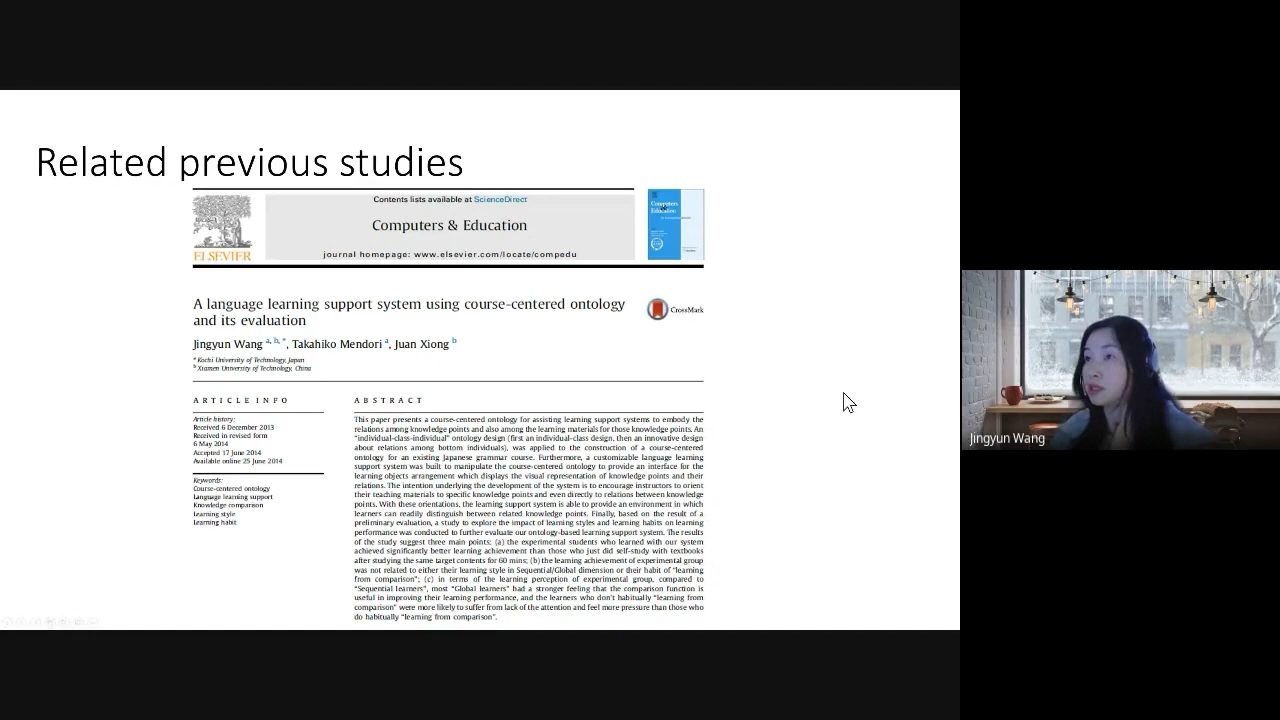 Related previous studies
Contents lists available at ScienceDirect
Computers & Education
journal homepage: www.elsevier.com/locate/compedu
ELSEVIER
Computers
Education
A language learning support system using course-centered ontology
and its evaluation
CrossMark
Jingyun Wang a, b, *, Takahiko Mendori a, Juan Xiong b
a Kochi University of Technology, Japan
b Xiamen University of Technology, China
ARTICLE INFO
Article history:
Received 6 December 2013
Received in revised form
6 May 2014
Accepted 17 June 2014
Available online 25 June 2014
Keywords:
Course-centered ontology
Language learning support
Knowledge comparison
Learning style
Learning habit
ABSTRACT
This paper presents a course-centered ontology for assisting learning support systems to embody the
relations among knowledge points and also among the learning materials for those knowledge points. An
"individual-class-individual" ontology design (first an individual-class design, then an innovative design
about relations among bottom individuals), was applied to the construction of a course-centered
ontology for an existing Japanese grammar course. Furthermore, a customizable language learning
support system was built to manipulate the course-centered ontology to provide an interface for the
learning objects arrangement which displays the visual representation of knowledge points and their
relations. The intention underlying the development of the system is to encourage instructors to orient
their teaching materials to specific knowledge points and even directly to relations between knowledge
points. With these orientations, the learning support system is able to provide an environment in which
learners can readily distinguish between related knowledge points. Finally, based on the result of a
preliminary evaluation, a study to explore the impact of learning styles and learning habits on learning
performance was conducted to further evaluate our ontology-based learning support system. The results
of the study suggest three main points: (a) the experimental students who learned with our system
achieved significantly better learning achievement than those who just did self-study with textbooks
after studying the same target contents for 60 mins; (b) the learning achievement of experimental group
was not related to either their learning style in Sequential/Global dimension or their habit of "learning
from comparison"; (c) in terms of the learning perception of experimental group, compared to
"Sequential learners", most "Global learners" had a stronger feeling that the comparison function is
useful in improving their learning performance, and the learners who don't habitually "learning from
comparison" were more likely to suffer from lack of the attention and feel more pressure than those who
do habitually "learning from comparison".
Jingyun Wang